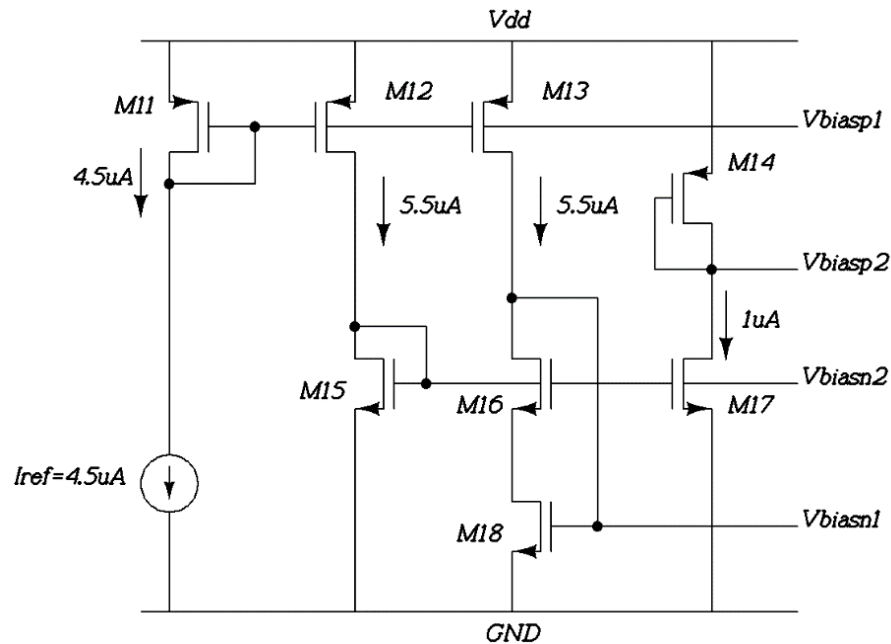 Vdd
M11
M12
M13
Vbiasp1
M14
4.5uA
5.5uA
5.5uA
Vbiasp2
1uA
M15
M16
M17
Vbiasn2
Iref=4.5uA
M18
Vbiasn1
GND